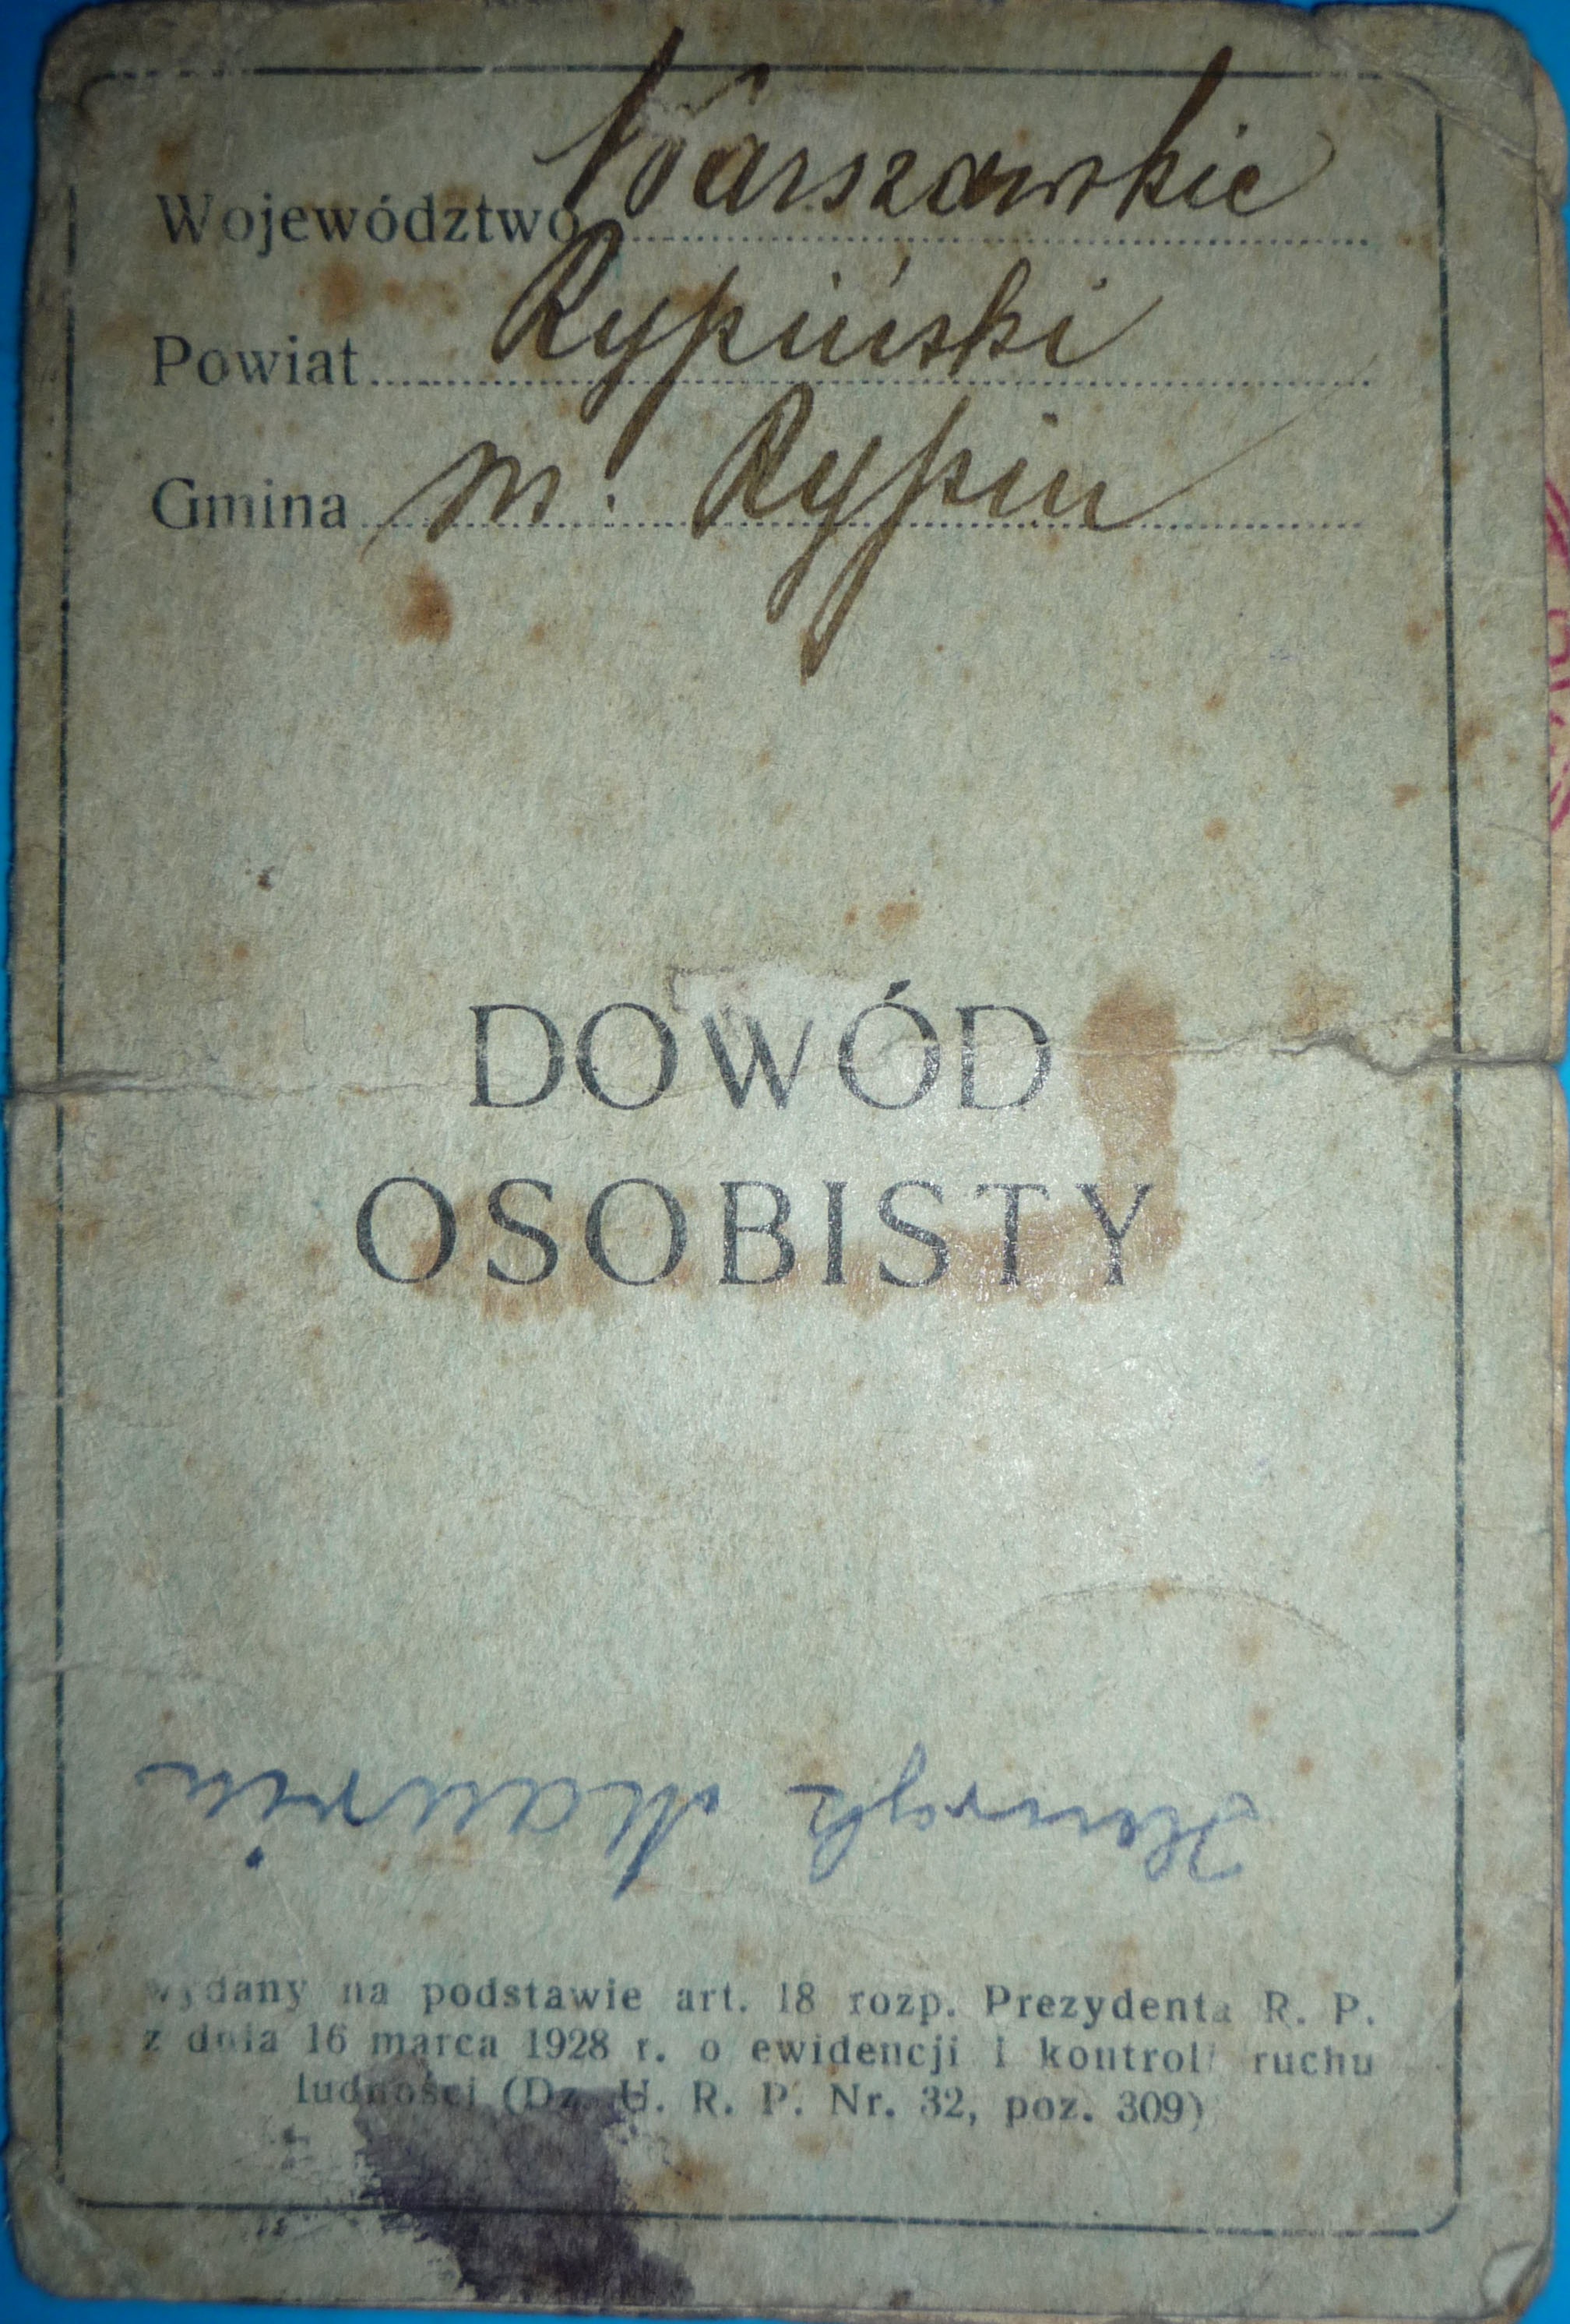 Województwo Warszawskie
Powiat Rypiński
Gmina m. Rypin
DOWÓD
OSOBISTY
Henryk
wydany na podstawie art. 18 rozp. Prezydenta R. P.
z dnia 16 marca 1928 r. o ewidencji i kontroli ruchu
ludności (Dz. U. R. P. Nr. 32, poz. 309)